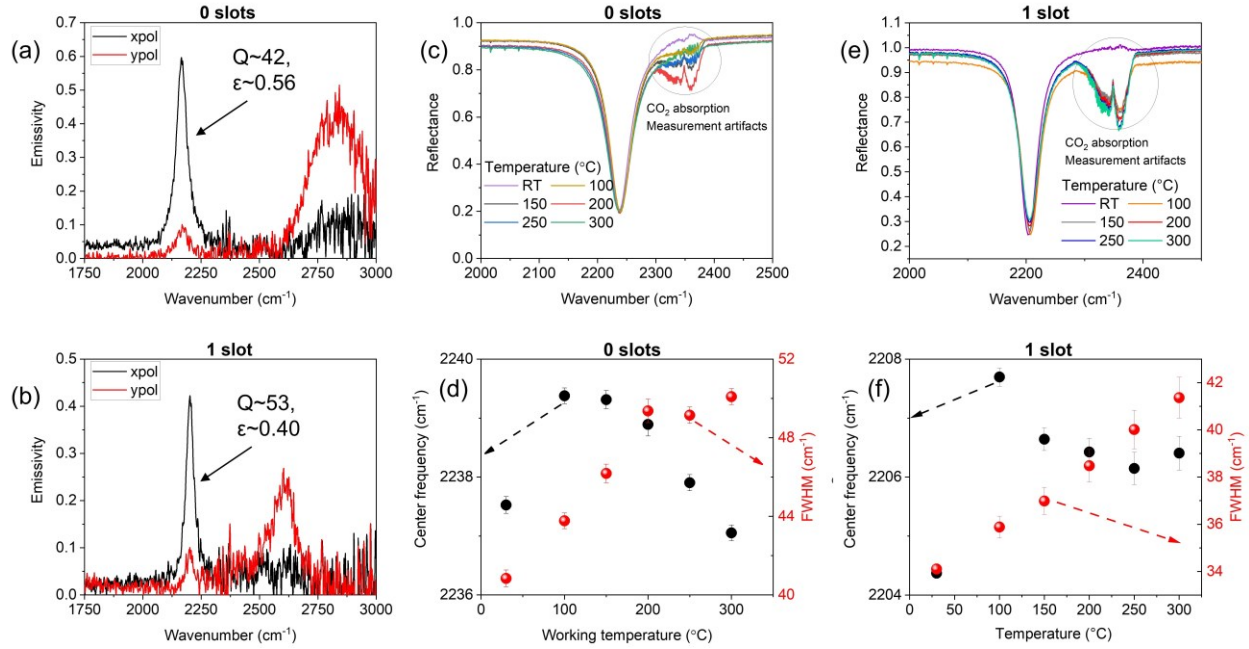 0 slots
(a)
xpol
ypol
Q~42,
ε~0.56
Emissivity
0.7
0.6
0.5
0.4
0.3
0.2
0.1
0.0
1750 2000 2250 2500 2750 3000
Wavenumber (cm⁻¹)
0 slots
(c)
Reflectance
1.0
0.8
0.6
0.4
0.2
0.0
CO₂ absorption
Measurement artifacts
Temperature (°C)
RT 100
150 200
250 300
2000 2100 2200 2300 2400 2500
Wavenumber (cm⁻¹)
1 slot
(e)
Reflectance
1.1
1.0
0.9
0.8
0.7
0.6
0.5
0.4
0.3
0.2
CO₂ absorption
Measurement artifacts
Temperature (°C)
RT 100
150 200
250 300
2000 2200 2400
Wavenumber (cm⁻¹)
1 slot
(b)
xpol
ypol
Q~53,
ε~0.40
Emissivity
0.5
0.4
0.3
0.2
0.1
0.0
1750 2000 2250 2500 2750 3000
Wavenumber (cm⁻¹)
0 slots
(d)
Center frequency (cm⁻¹)
2240
2238
2236
52
48
44
40
FWHM (cm⁻¹)
0 50 100 150 200 250 300
Working temperature (°C)
1 slot
(f)
Center frequency (cm⁻¹)
2208
2206
2204
42
40
38
36
34
FWHM (cm⁻¹)
0 50 100 150 200 250 300
Temperature (°C)